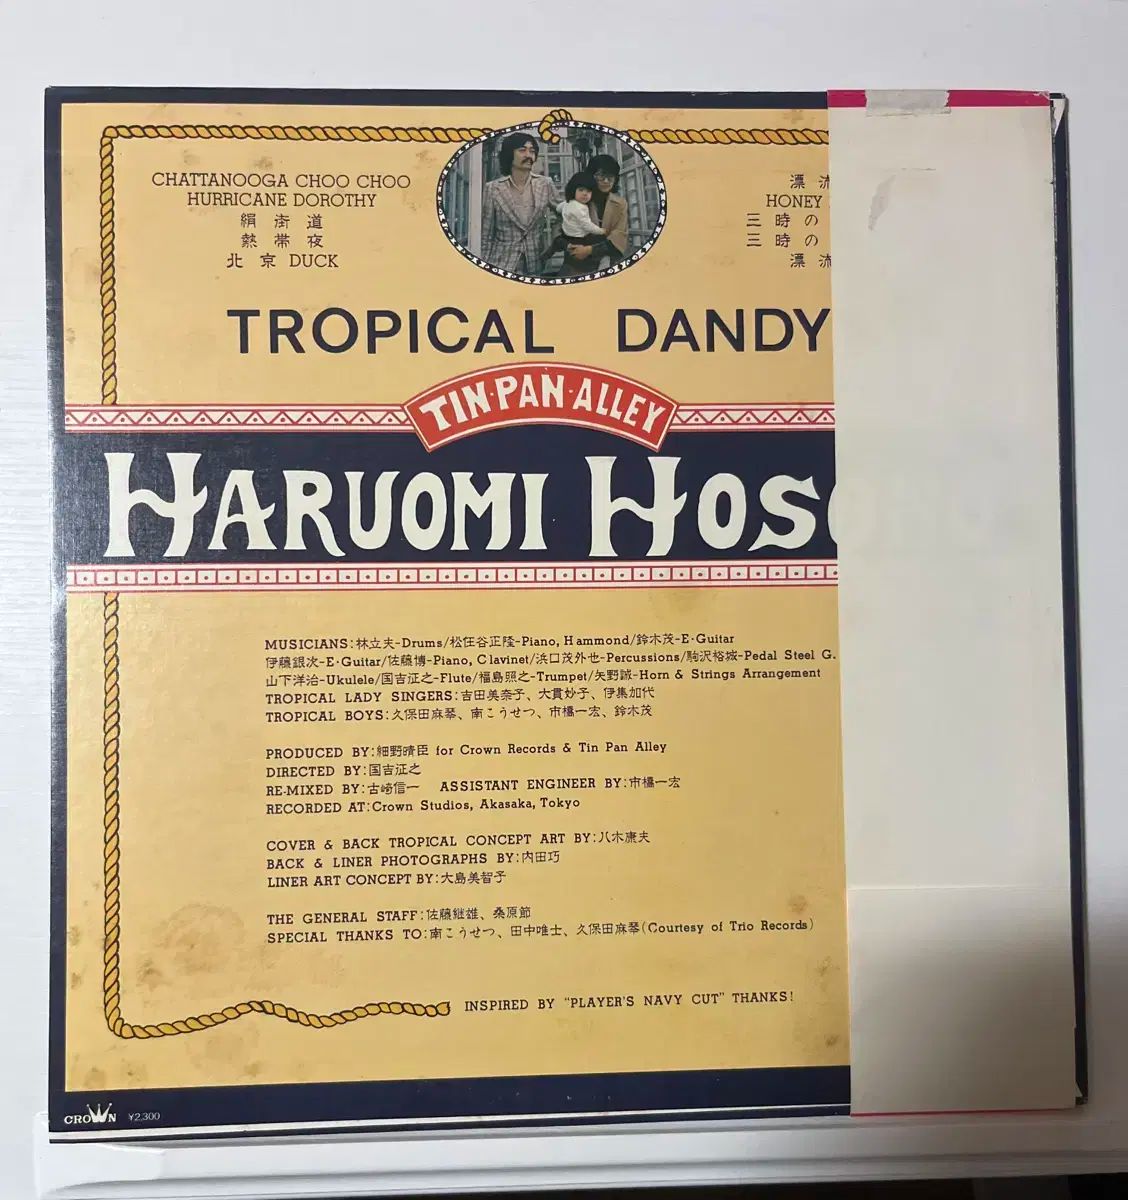 CHATTANOOGA CHOO CHOO
HURRICANE DOROTHY
絹街道
熱帯夜
北京DUCK
漂流
HONEY
三時の
三時の
漂流
TROPICAL DANDY
TIN·PAN·ALLEY
HARUOMI HOSO
MUSICIANS:林立夫-Drums/松任谷正隆-Piano, Hammond/鈴木茂-E·Guitar
伊藤銀次-E·Guitar/佐藤博-Piano, Clavinet/浜口茂外也-Percussions/駒沢裕城-Pedal Steel G.
山下洋治-Ukulele/国吉征之-Flute/福島照之-Trumpet/矢野誠-Horn & Strings Arrangement
TROPICAL LADY SINGERS:吉田美奈子、大貫妙子、伊集加代
TROPICAL BOYS:久保田麻琴、南こうせつ、市橋一宏、鈴木茂
PRODUCED BY:細野晴臣 for Crown Records & Tin Pan Alley
DIRECTED BY:国吉征之
RE-MIXED BY:古崎信一 ASSISTANT ENGINEER BY:市橋一宏
RECORDED AT:Crown Studios, Akasaka, Tokyo
COVER & BACK TROPICAL CONCEPT ART BY:八木康夫
BACK & LINER PHOTOGRAPHS BY:内田巧
LINER ART CONCEPT BY:大島美智子
THE GENERAL STAFF:佐藤継雄、桑原節
SPECIAL THANKS TO:南こうせつ、田中唯士、久保田麻琴(Courtesy of Trio Records)
INSPIRED BY "PLAYER'S NAVY CUT" THANKS!
CROWN ¥2,300